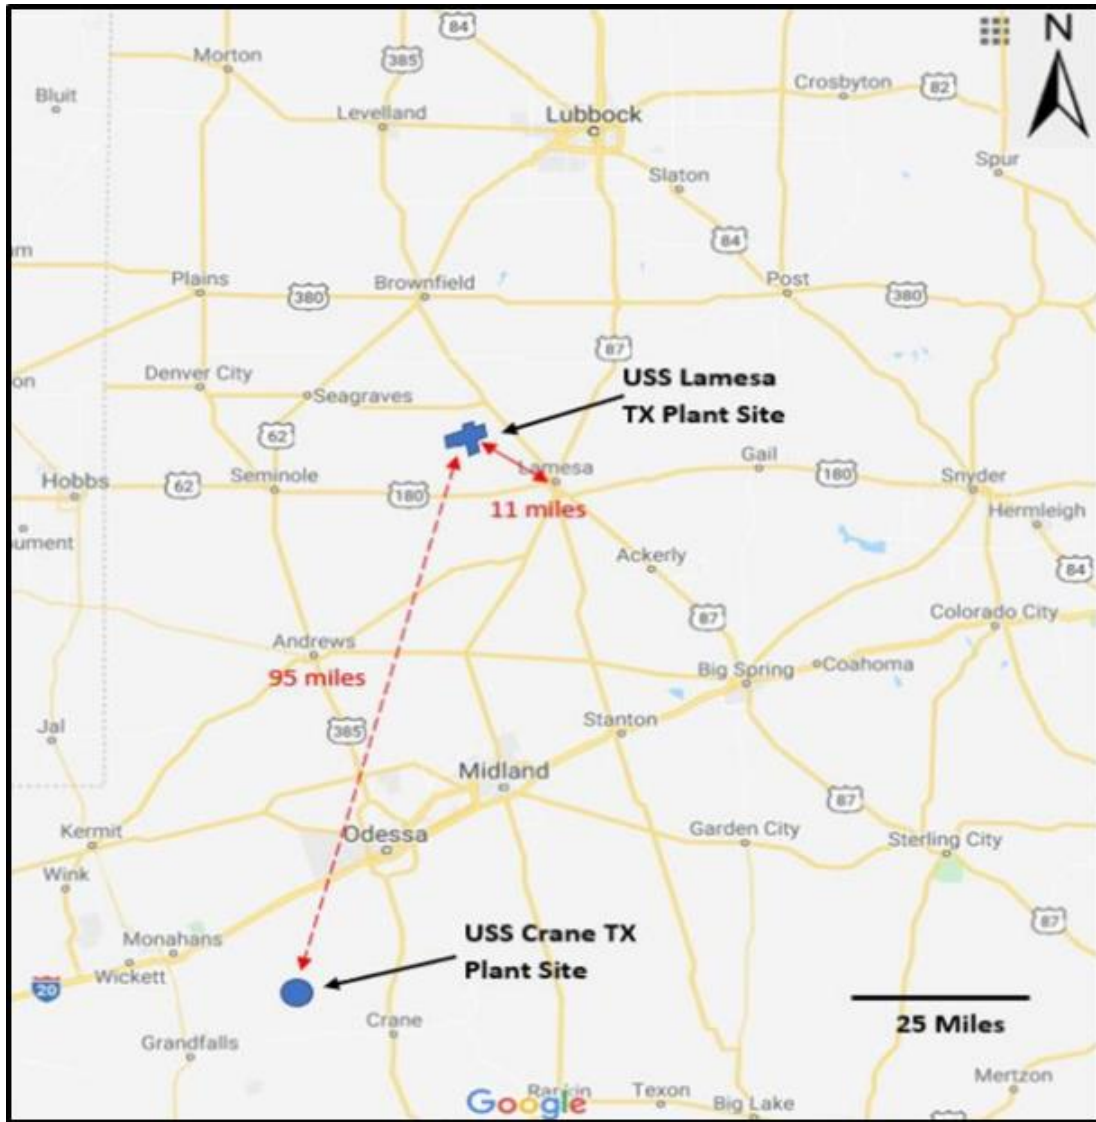 84
N
Morton
385
Crosbyton
82
Bluit
Levelland
Lubbock
Spur
Slaton
84
Plains
Brownfield
Post
380
380
87
Denver City
USS Lamesa
TX Plant Site
Seagraves
62
Lamesa
Gail
Hobbs
62
Seminole
180
180
Snyder
11 miles
Hermleigh
ument
Ackerly
84
87
Colorado City
Andrews
95 miles
Big Spring
Coahoma
Jal
385
Stanton
Midland
87
Kermit
Odessa
Garden City
Sterling City
Wink
87
USS Crane TX
Plant Site
Monahans
Wickett
20
25 Miles
Crane
Grandfalls
Mertzon
Rankin
Texon
Google
Big Lake